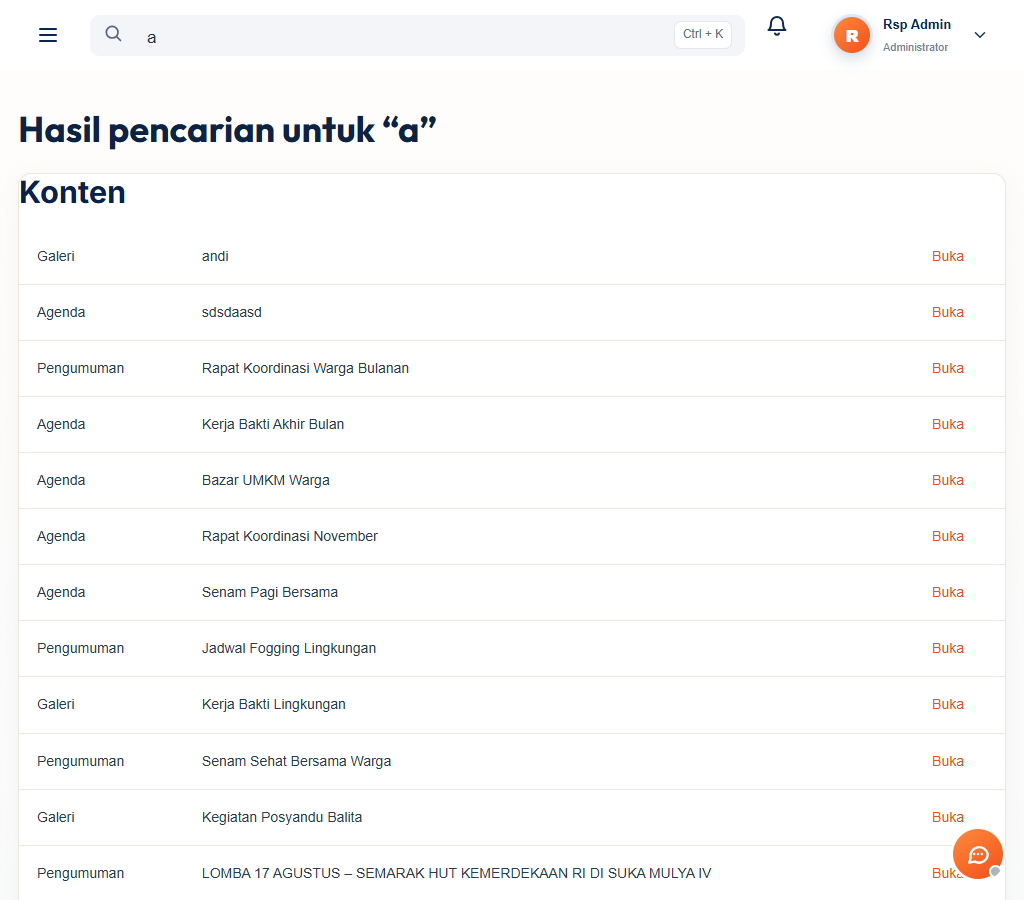 a
Ctrl + K
R
Rsp Admin
Administrator
Hasil pencarian untuk “a”
Konten
Galeri andi Buka
Agenda sdsdaasd Buka
Pengumuman Rapat Koordinasi Warga Bulanan Buka
Agenda Kerja Bakti Akhir Bulan Buka
Agenda Bazar UMKM Warga Buka
Agenda Rapat Koordinasi November Buka
Agenda Senam Pagi Bersama Buka
Pengumuman Jadwal Fogging Lingkungan Buka
Galeri Kerja Bakti Lingkungan Buka
Pengumuman Senam Sehat Bersama Warga Buka
Galeri Kegiatan Posyandu Balita Buka
Pengumuman LOMBA 17 AGUSTUS – SEMARAK HUT KEMERDEKAAN RI DI SUKA MULYA IV Buka